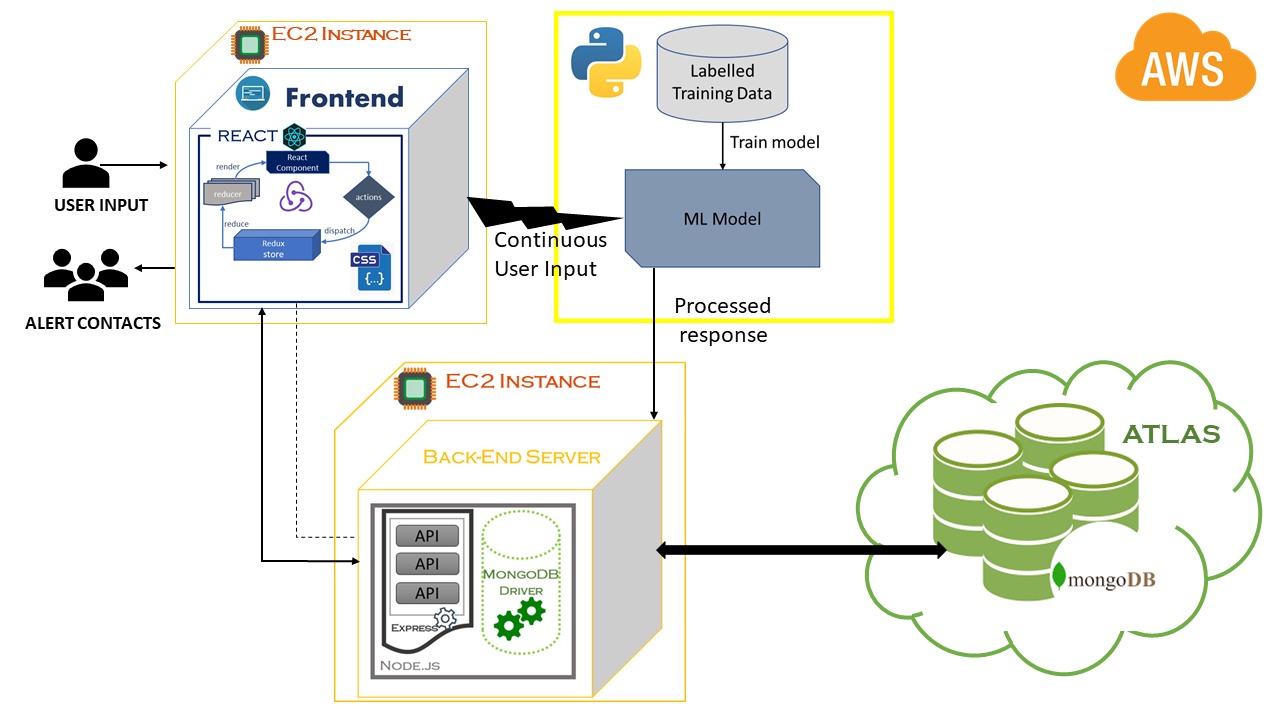 EC2 INSTANCE
Frontend
REACT
React
Component
render
reducer
actions
reduce
dispatch
Redux
store
CSS
{...}
USER INPUT
ALERT CONTACTS
Continuous
User Input
Labelled
Training Data
Train model
ML Model
Processed
response
AWS
EC2 INSTANCE
BACK-END SERVER
API
API
API
EXPRESS
MONGODB
DRIVER
NODE.JS
ATLAS
mongoDB